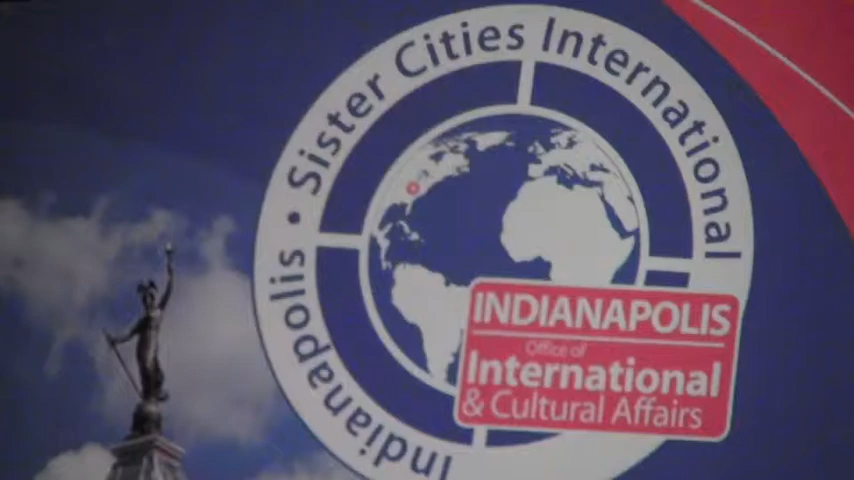 Indianapolis • Sister Cities International
INDIANAPOLIS
Office of
International
& Cultural Affairs